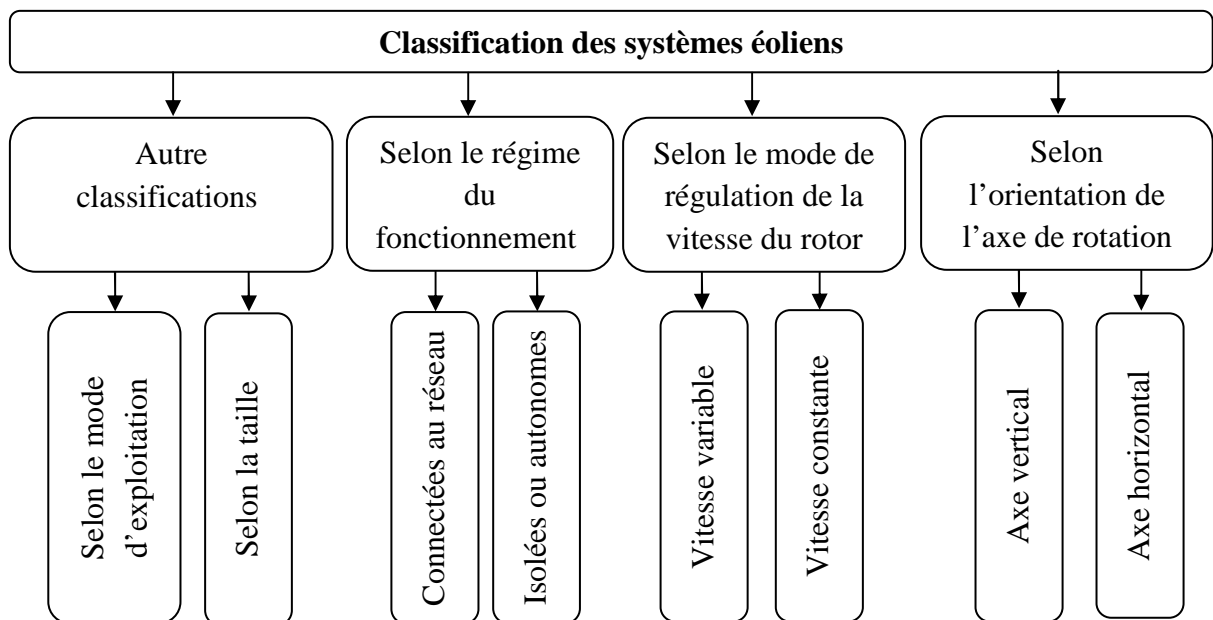 Classification des systèmes éoliens
Autre
classifications
Selon le régime
du
fonctionnement
Selon le mode de
régulation de la
vitesse du rotor
Selon
l’orientation de
l’axe de rotation
Selon le mode
d’exploitation
Selon la taille
Connectées au réseau
Isolées ou autonomes
Vitesse variable
Vitesse constante
Axe vertical
Axe horizontal